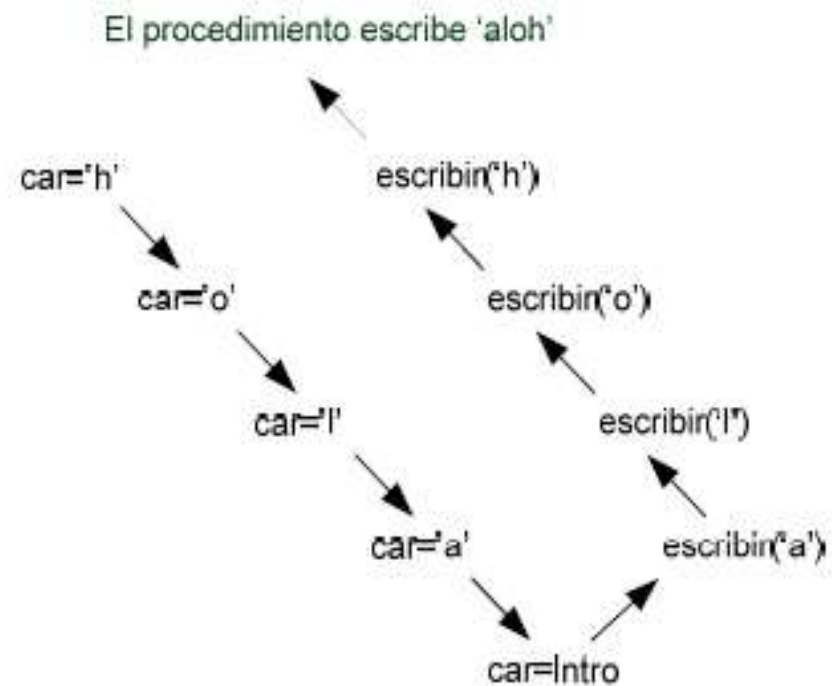 El procedimiento escribe ‘aloh’
car=‘h’ escribir(‘h’)
car=‘o’ escribir(‘o’)
car=‘l’ escribir(‘l’)
car=‘a’ escribir(‘a’)
car=Intro